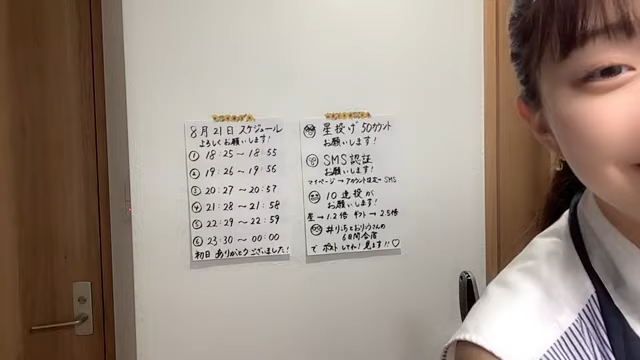 8月21日 スケジュール
よろしくお願いします!
① 18:25〜18:55
② 19:26〜19:56
③ 20:27〜20:57
④ 21:28〜21:58
⑤ 22:29〜22:59
⑥ 23:30〜00:00
初日 ありがとうございました!
星投げ 50カウント
お願いします!
SMS認証
お願いします!
マイページ→アカウント設定→SMS
10連投が
お願いします!
星→1.2倍 ギフト→2.5倍
6日間合宿
で ポストしてね! 見ます!!♡